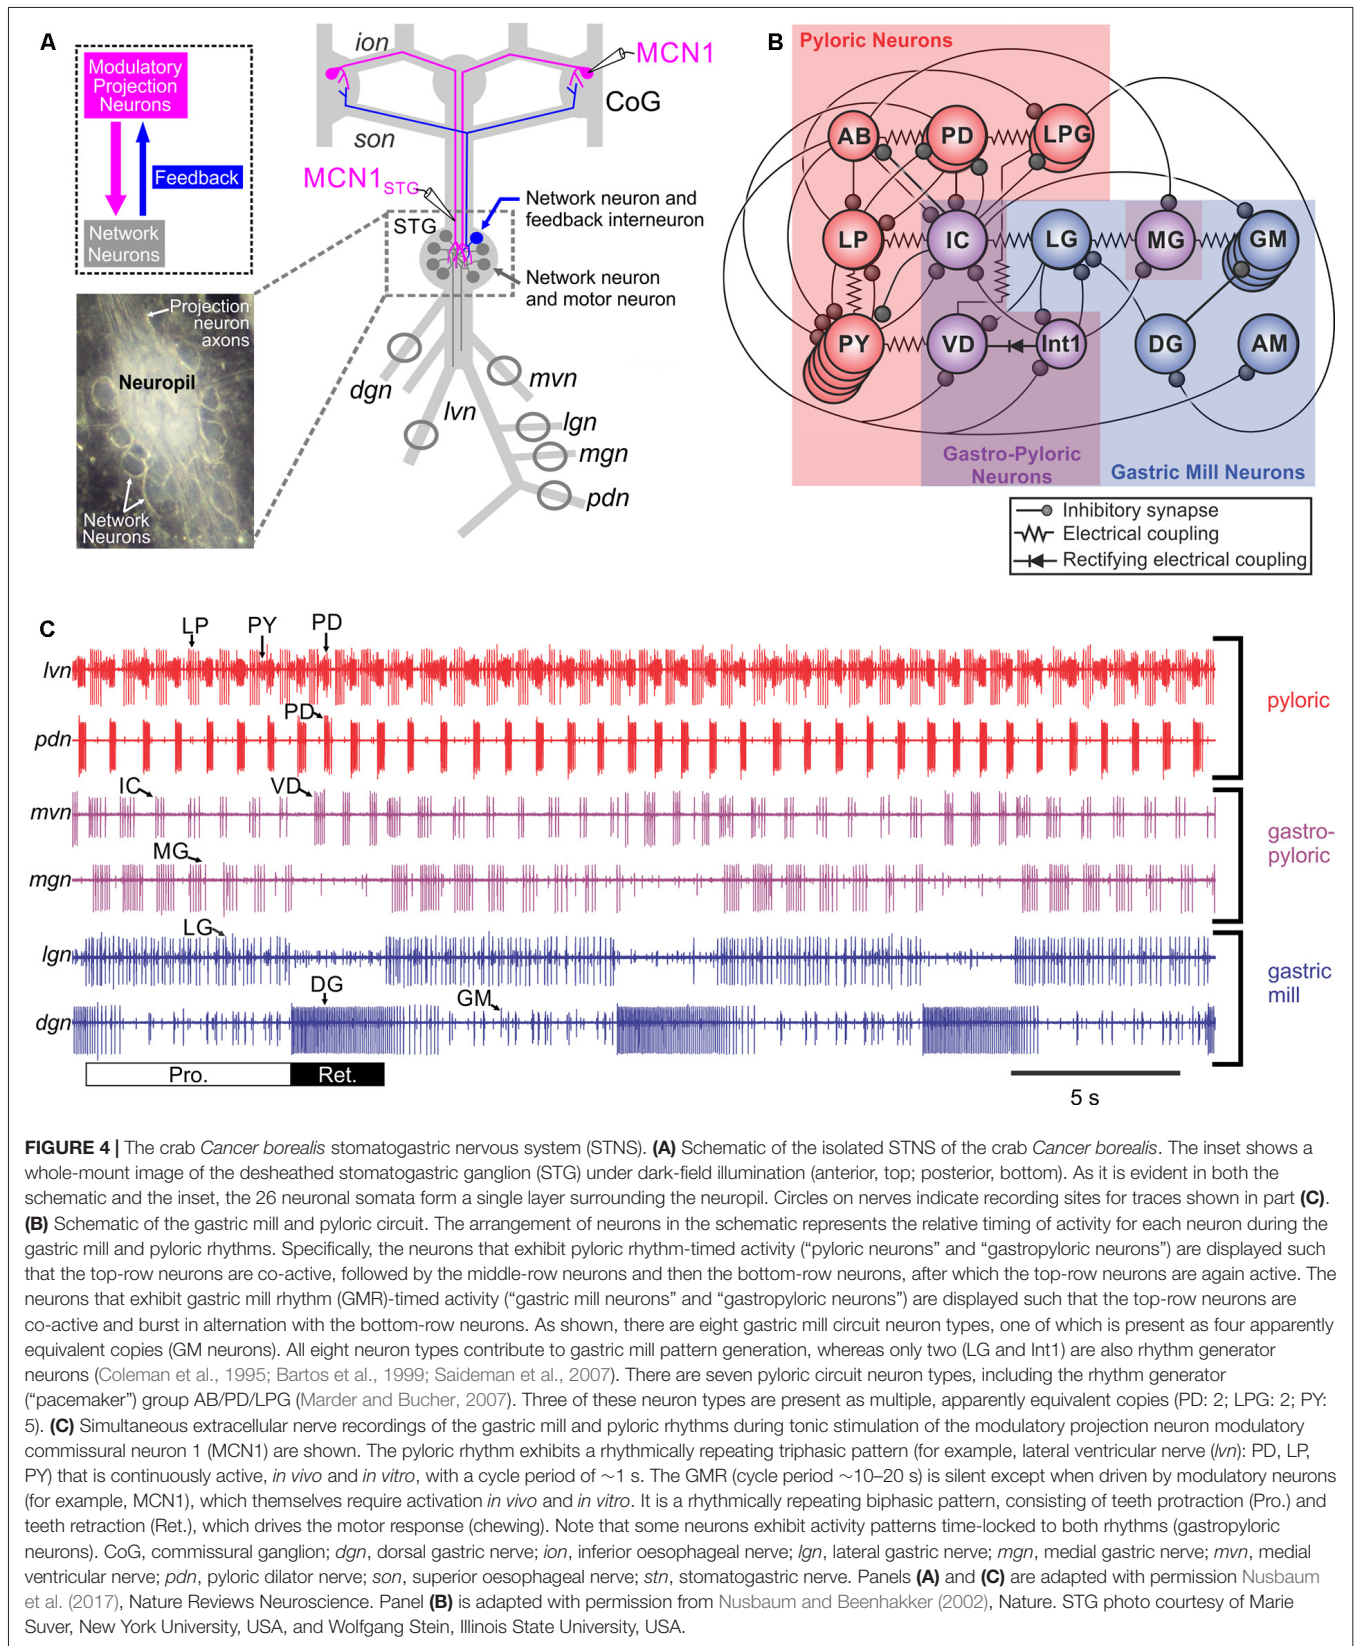 A
Modulatory
Projection
Neurons
Feedback
Network
Neurons
Projection
neuron
axons
Neuropil
Network
Neurons
ion
MCN1
CoG
son
MCN1STG
STG
Network neuron and
feedback interneuron
Network neuron
and motor neuron
dgn
mvn
lvn
lgn
mgn
pdn
B
Pyloric Neurons
AB
PD
LPG
LP
IC
LG
MG
GM
PY
VD
Int1
DG
AM
Gastro-Pyloric
Neurons
Gastric Mill Neurons
Inhibitory synapse
Electrical coupling
Rectifying electrical coupling
C
LP
PY
PD
lvn
PD
pdn
pyloric
IC
VD
mvn
MG
mgn
gastro-
pyloric
LG
lgn
DG
GM
dgn
gastric
mill
Pro.
Ret.
5 s
FIGURE 4 | The crab Cancer borealis stomatogastric nervous system (STNS). (A) Schematic of the isolated STNS of the crab Cancer borealis. The inset shows a
whole-mount image of the desheathed stomatogastric ganglion (STG) under dark-field illumination (anterior, top; posterior, bottom). As it is evident in both the
schematic and the inset, the 26 neuronal somata form a single layer surrounding the neuropil. Circles on nerves indicate recording sites for traces shown in part (C).
(B) Schematic of the gastric mill and pyloric circuit. The arrangement of neurons in the schematic represents the relative timing of activity for each neuron during the
gastric mill and pyloric rhythms. Specifically, the neurons that exhibit pyloric rhythm-timed activity (“pyloric neurons” and “gastropyloric neurons”) are displayed such
that the top-row neurons are co-active, followed by the middle-row neurons and then the bottom-row neurons, after which the top-row neurons are again active. The
neurons that exhibit gastric mill rhythm (GMR)-timed activity (“gastric mill neurons” and “gastropyloric neurons”) are displayed such that the top-row neurons are
co-active and burst in alternation with the bottom-row neurons. As shown, there are eight gastric mill circuit neuron types, one of which is present as four apparently
equivalent copies (GM neurons). All eight neuron types contribute to gastric mill pattern generation, whereas only two (LG and Int1) are also rhythm generator
neurons (Coleman et al., 1995; Bartos et al., 1999; Saideman et al., 2007). There are seven pyloric circuit neuron types, including the rhythm generator
(“pacemaker”) group AB/PD/LPG (Marder and Bucher, 2007). Three of these neuron types are present as multiple, apparently equivalent copies (PD: 2; LPG: 2; PY:
5). (C) Simultaneous extracellular nerve recordings of the gastric mill and pyloric rhythms during tonic stimulation of the modulatory projection neuron modulatory
commissural neuron 1 (MCN1) are shown. The pyloric rhythm exhibits a rhythmically repeating triphasic pattern (for example, lateral ventricular nerve (lvn): PD, LP,
PY) that is continuously active, in vivo and in vitro, with a cycle period of ∼1 s. The GMR (cycle period ∼10–20 s) is silent except when driven by modulatory neurons
(for example, MCN1), which themselves require activation in vivo and in vitro. It is a rhythmically repeating biphasic pattern, consisting of teeth protraction (Pro.) and
teeth retraction (Ret.), which drives the motor response (chewing). Note that some neurons exhibit activity patterns time-locked to both rhythms (gastropyloric
neurons). CoG, commissural ganglion; dgn, dorsal gastric nerve; ion, inferior oesophageal nerve; lgn, lateral gastric nerve; mgn, medial gastric nerve; mvn, medial
ventricular nerve; pdn, pyloric dilator nerve; son, superior oesophageal nerve; stn, stomatogastric nerve. Panels (A) and (C) are adapted with permission Nusbaum
et al. (2017), Nature Reviews Neuroscience. Panel (B) is adapted with permission from Nusbaum and Beenhakker (2002), Nature. STG photo courtesy of Marie
Suver, New York University, USA, and Wolfgang Stein, Illinois State University, USA.